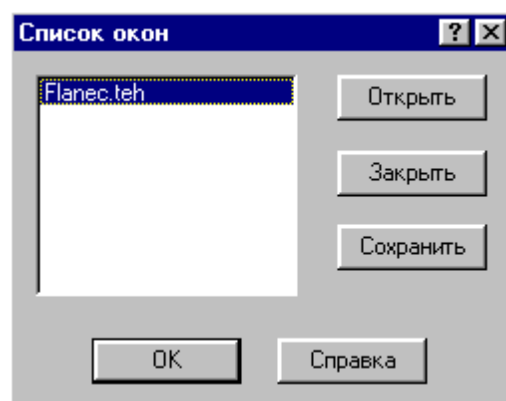 Список окон
Flanec.teh
Открыть
Закрыть
Сохранить
OK
Справка